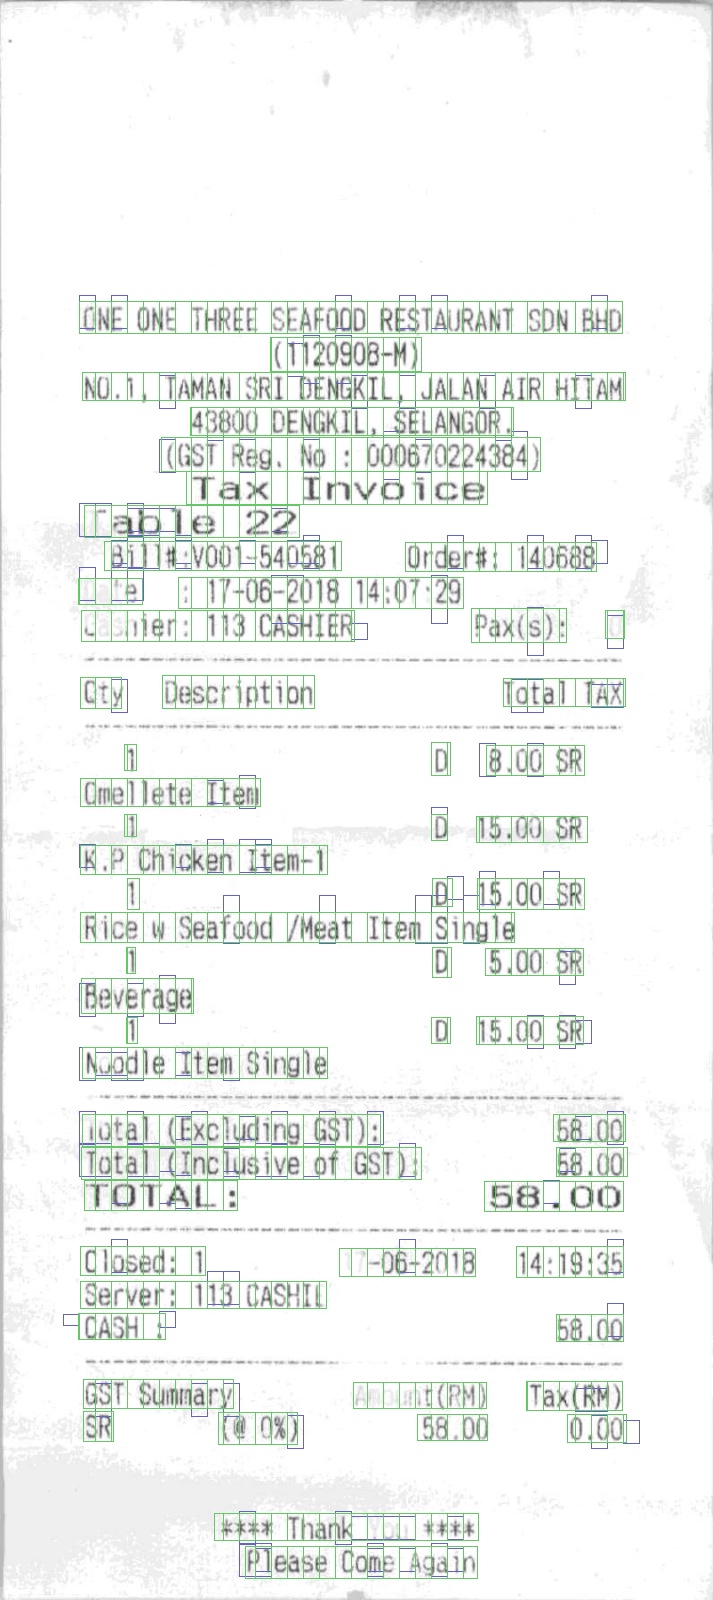 ONE ONE THREE SEAFOOD RESTAURANT SDN BHD
(1120908-M)
NO.1, TAMAN SRI DENGKIL, JALAN AIR HITAM
43800 DENGKIL, SELANGOR.
(GST Reg. No : 000670224384)
Tax Invoice
Table 22
Bill#:V001-540581 Order#: 140688
Date : 17-06-2018 14:07:29
Cashier: 113 CASHIER Pax(s): 0
Qty Description Total TAX
1 D 8.00 SR
Omellete Item
1 D 15.00 SR
K.P Chicken Item-1
1 D 15.00 SR
Rice w Seafood /Meat Item Single
1 D 5.00 SR
Beverage
1 D 15.00 SR
Noodle Item Single
Total (Excluding GST): 58.00
Total (Inclusive of GST): 58.00
TOTAL: 58.00
Closed: 1 17-06-2018 14:19:35
Server: 113 CASHIE
CASH : 58.00
GST Summary Amount(RM) Tax(RM)
SR (@ 0%) 58.00 0.00
**** Thank You ****
Please Come Again